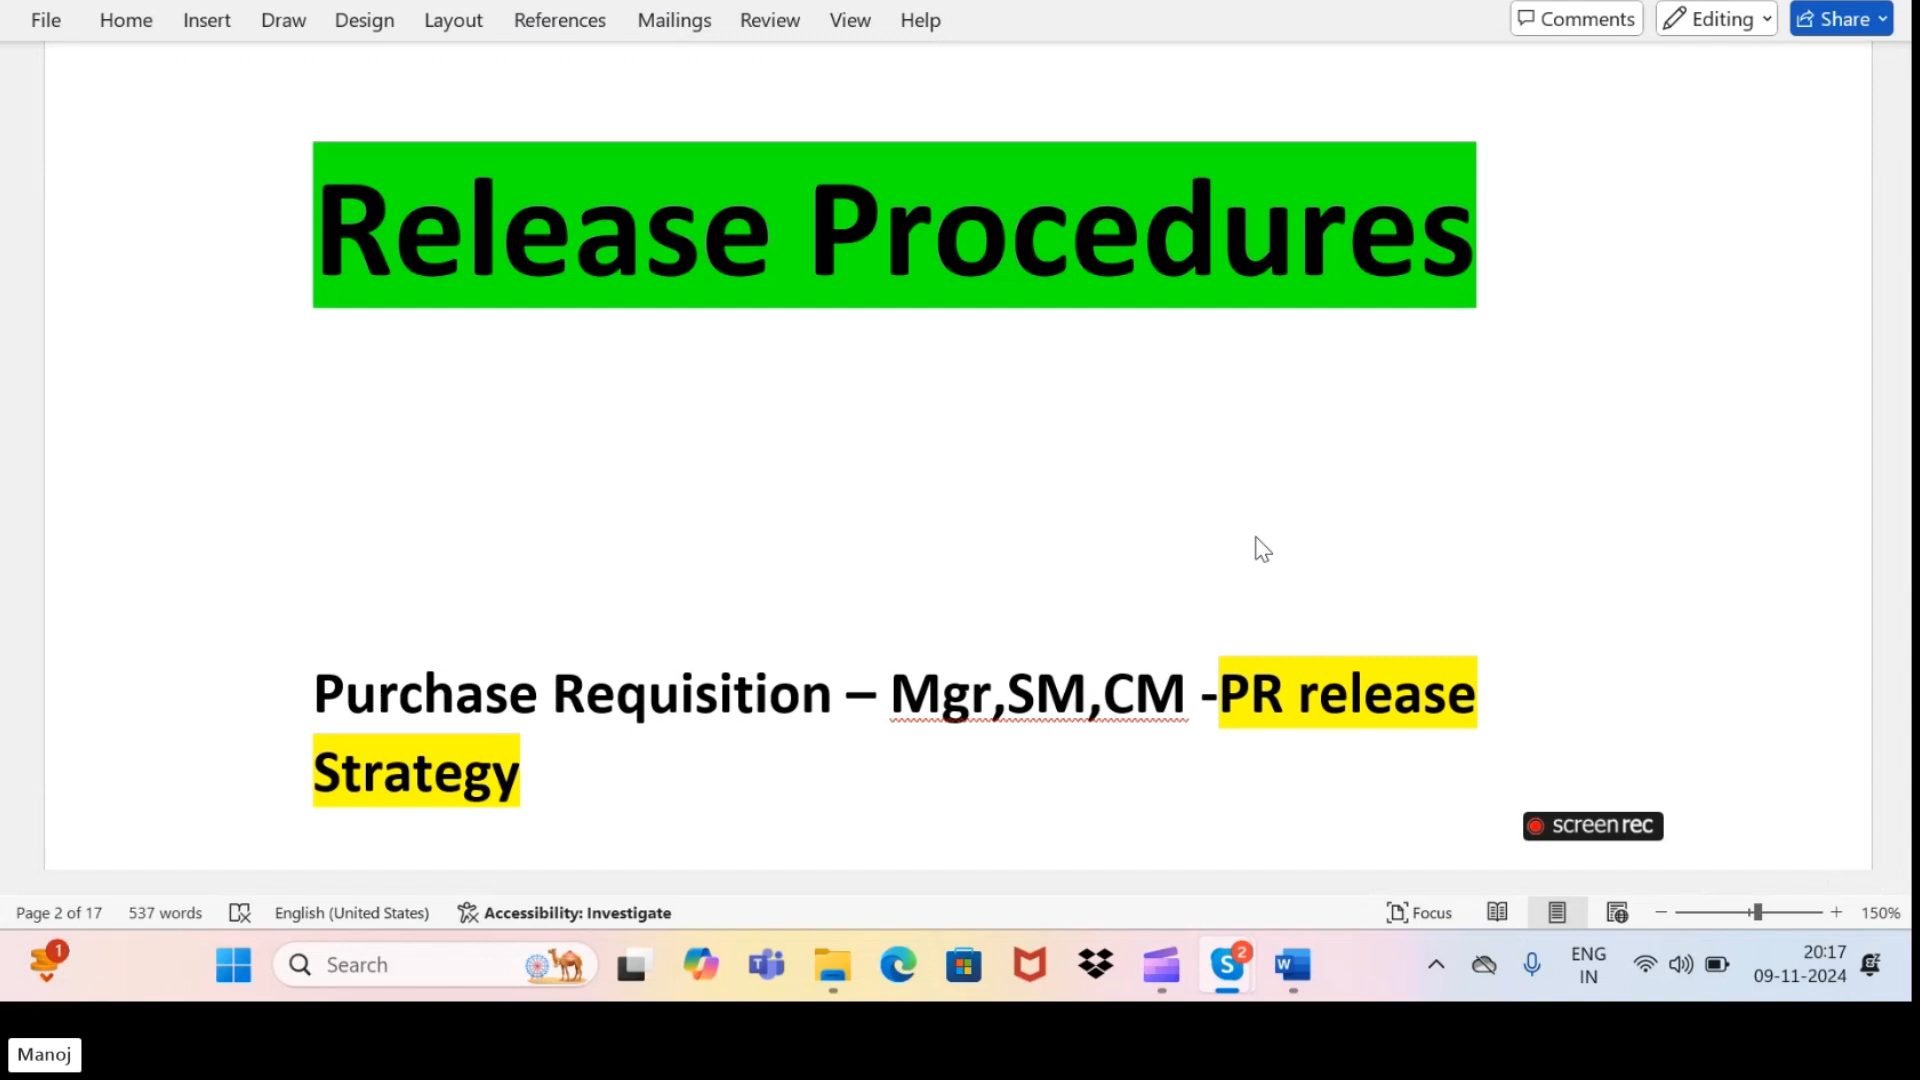 File Home Insert Draw Design Layout References Mailings Review View Help Comments Editing Share
Release Procedures
Purchase Requisition – Mgr,SM,CM -PR release
Strategy
screenrec
Page 2 of 17 537 words English (United States) Accessibility: Investigate Focus 150%
1 Search 2 ENG 20:17
IN 09-11-2024
Manoj